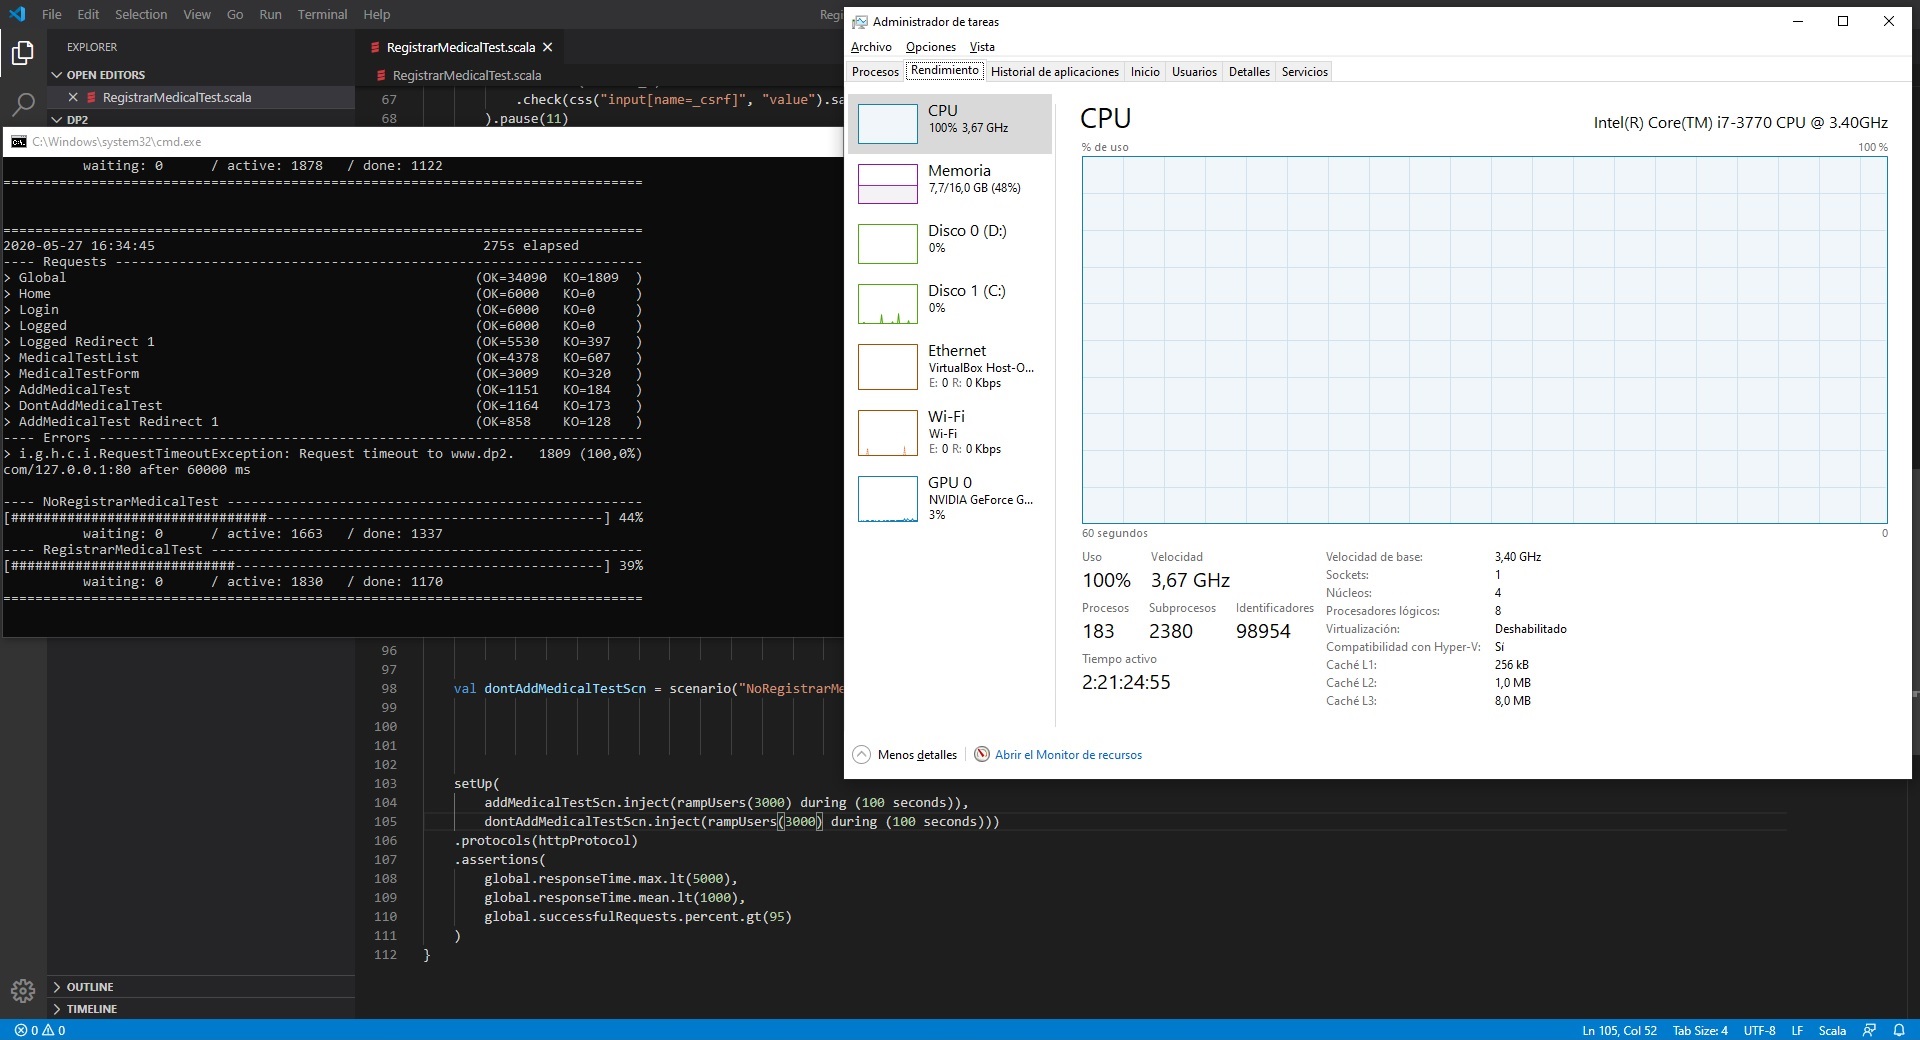 File Edit Selection View Go Run Terminal Help
EXPLORER
OPEN EDITORS
RegistrarMedicalTest.scala
DP2
RegistrarMedicalTest.scala
RegistrarMedicalTest.scala
67 .check(css("input[name=_csrf]", "value").sa
68 ).pause(11)
C:\Windows\system32\cmd.exe
waiting: 0 / active: 1878 / done: 1122
================================================================================
================================================================================
2020-05-27 16:34:45 275s elapsed
---- Requests ------------------------------------------------------------------
> Global (OK=34090 KO=1809 )
> Home (OK=6000 KO=0 )
> Login (OK=6000 KO=0 )
> Logged (OK=6000 KO=0 )
> Logged Redirect 1 (OK=5530 KO=397 )
> MedicalTestList (OK=4378 KO=607 )
> MedicalTestForm (OK=3009 KO=320 )
> AddMedicalTest (OK=1151 KO=184 )
> DontAddMedicalTest (OK=1164 KO=173 )
> AddMedicalTest Redirect 1 (OK=858 KO=128 )
---- Errors --------------------------------------------------------------------
> i.g.h.c.i.RequestTimeoutException: Request timeout to www.dp2. 1809 (100,0%)
com/127.0.0.1:80 after 60000 ms
---- NoRegistrarMedicalTest ----------------------------------------------------
[################################------------------------------------------] 44%
waiting: 0 / active: 1663 / done: 1337
---- RegistrarMedicalTest ------------------------------------------------------
[############################----------------------------------------------] 39%
waiting: 0 / active: 1830 / done: 1170
================================================================================
96
97
98 val dontAddMedicalTestScn = scenario("NoRegistrarMe
99
100
101
102
103 setUp(
104 addMedicalTestScn.inject(rampUsers(3000) during (100 seconds)),
105 dontAddMedicalTestScn.inject(rampUsers(3000) during (100 seconds)))
106 .protocols(httpProtocol)
107 .assertions(
108 global.responseTime.max.lt(5000),
109 global.responseTime.mean.lt(1000),
110 global.successfulRequests.percent.gt(95)
111 )
112 }
OUTLINE
TIMELINE
0 0
Ln 105, Col 52 Tab Size: 4 UTF-8 LF Scala
Regi
Administrador de tareas
Archivo Opciones Vista
Procesos Rendimiento Historial de aplicaciones Inicio Usuarios Detalles Servicios
CPU
100% 3,67 GHz
Memoria
7,7/16,0 GB (48%)
Disco 0 (D:)
0%
Disco 1 (C:)
0%
Ethernet
VirtualBox Host-O...
E: 0 R: 0 Kbps
Wi-Fi
Wi-Fi
E: 0 R: 0 Kbps
GPU 0
NVIDIA GeForce G...
3%
CPU
Intel(R) Core(TM) i7-3770 CPU @ 3.40GHz
% de uso 100 %
60 segundos 0
Uso Velocidad
100% 3,67 GHz
Procesos Subprocesos Identificadores
183 2380 98954
Tiempo activo
2:21:24:55
Velocidad de base: 3,40 GHz
Sockets: 1
Núcleos: 4
Procesadores lógicos: 8
Virtualización: Deshabilitado
Compatibilidad con Hyper-V: Sí
Caché L1: 256 kB
Caché L2: 1,0 MB
Caché L3: 8,0 MB
Menos detalles
Abrir el Monitor de recursos